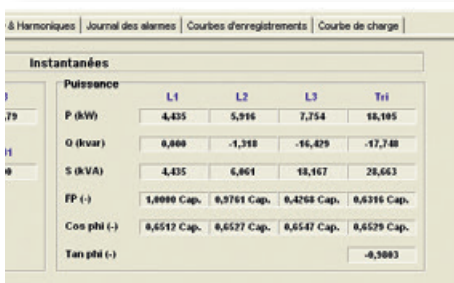 & Harmoniques Journal des alarmes Courbes d'enregistrements Courbe de charge
Instantanées
Puissance
L1 L2 L3 Tri
,79 P (kW) 4,435 5,916 7,754 18,105
Q (kvar) 0,000 -1,318 -16,429 -17,748
S (kVA) 4,435 6,061 18,167 28,663
FP (-) 1,0000 Cap. 0,9761 Cap. 0,4268 Cap. 0,6316 Cap.
Cos phi (-) 0,6512 Cap. 0,6527 Cap. 0,6547 Cap. 0,6529 Cap.
Tan phi (-) -0,9803